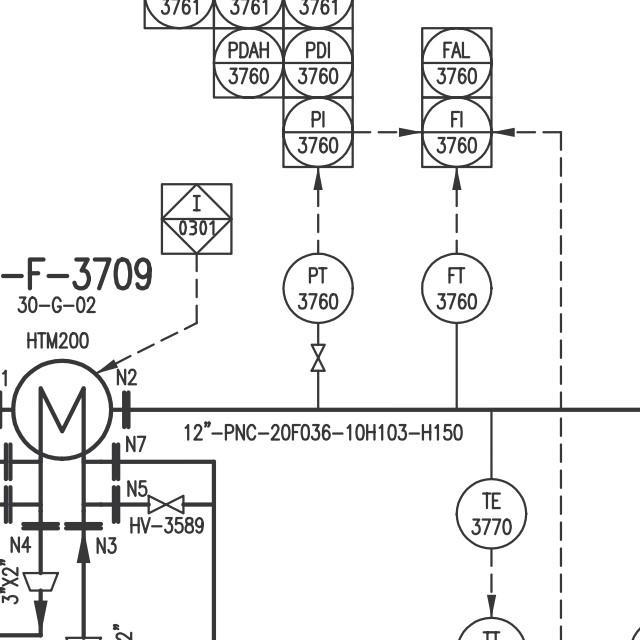 3761
3761
3761
PDAH
3760
PDI
3760
FAL
3760
PI
3760
FI
3760
I
0301
-F-3709
30-G-02
PT
3760
FT
3760
HTM200
1
N2
12"-PNC-20F036-10H103-H150
N7
N5
HV-3589
TE
3770
N4
N3
3"X2"
2"
TT